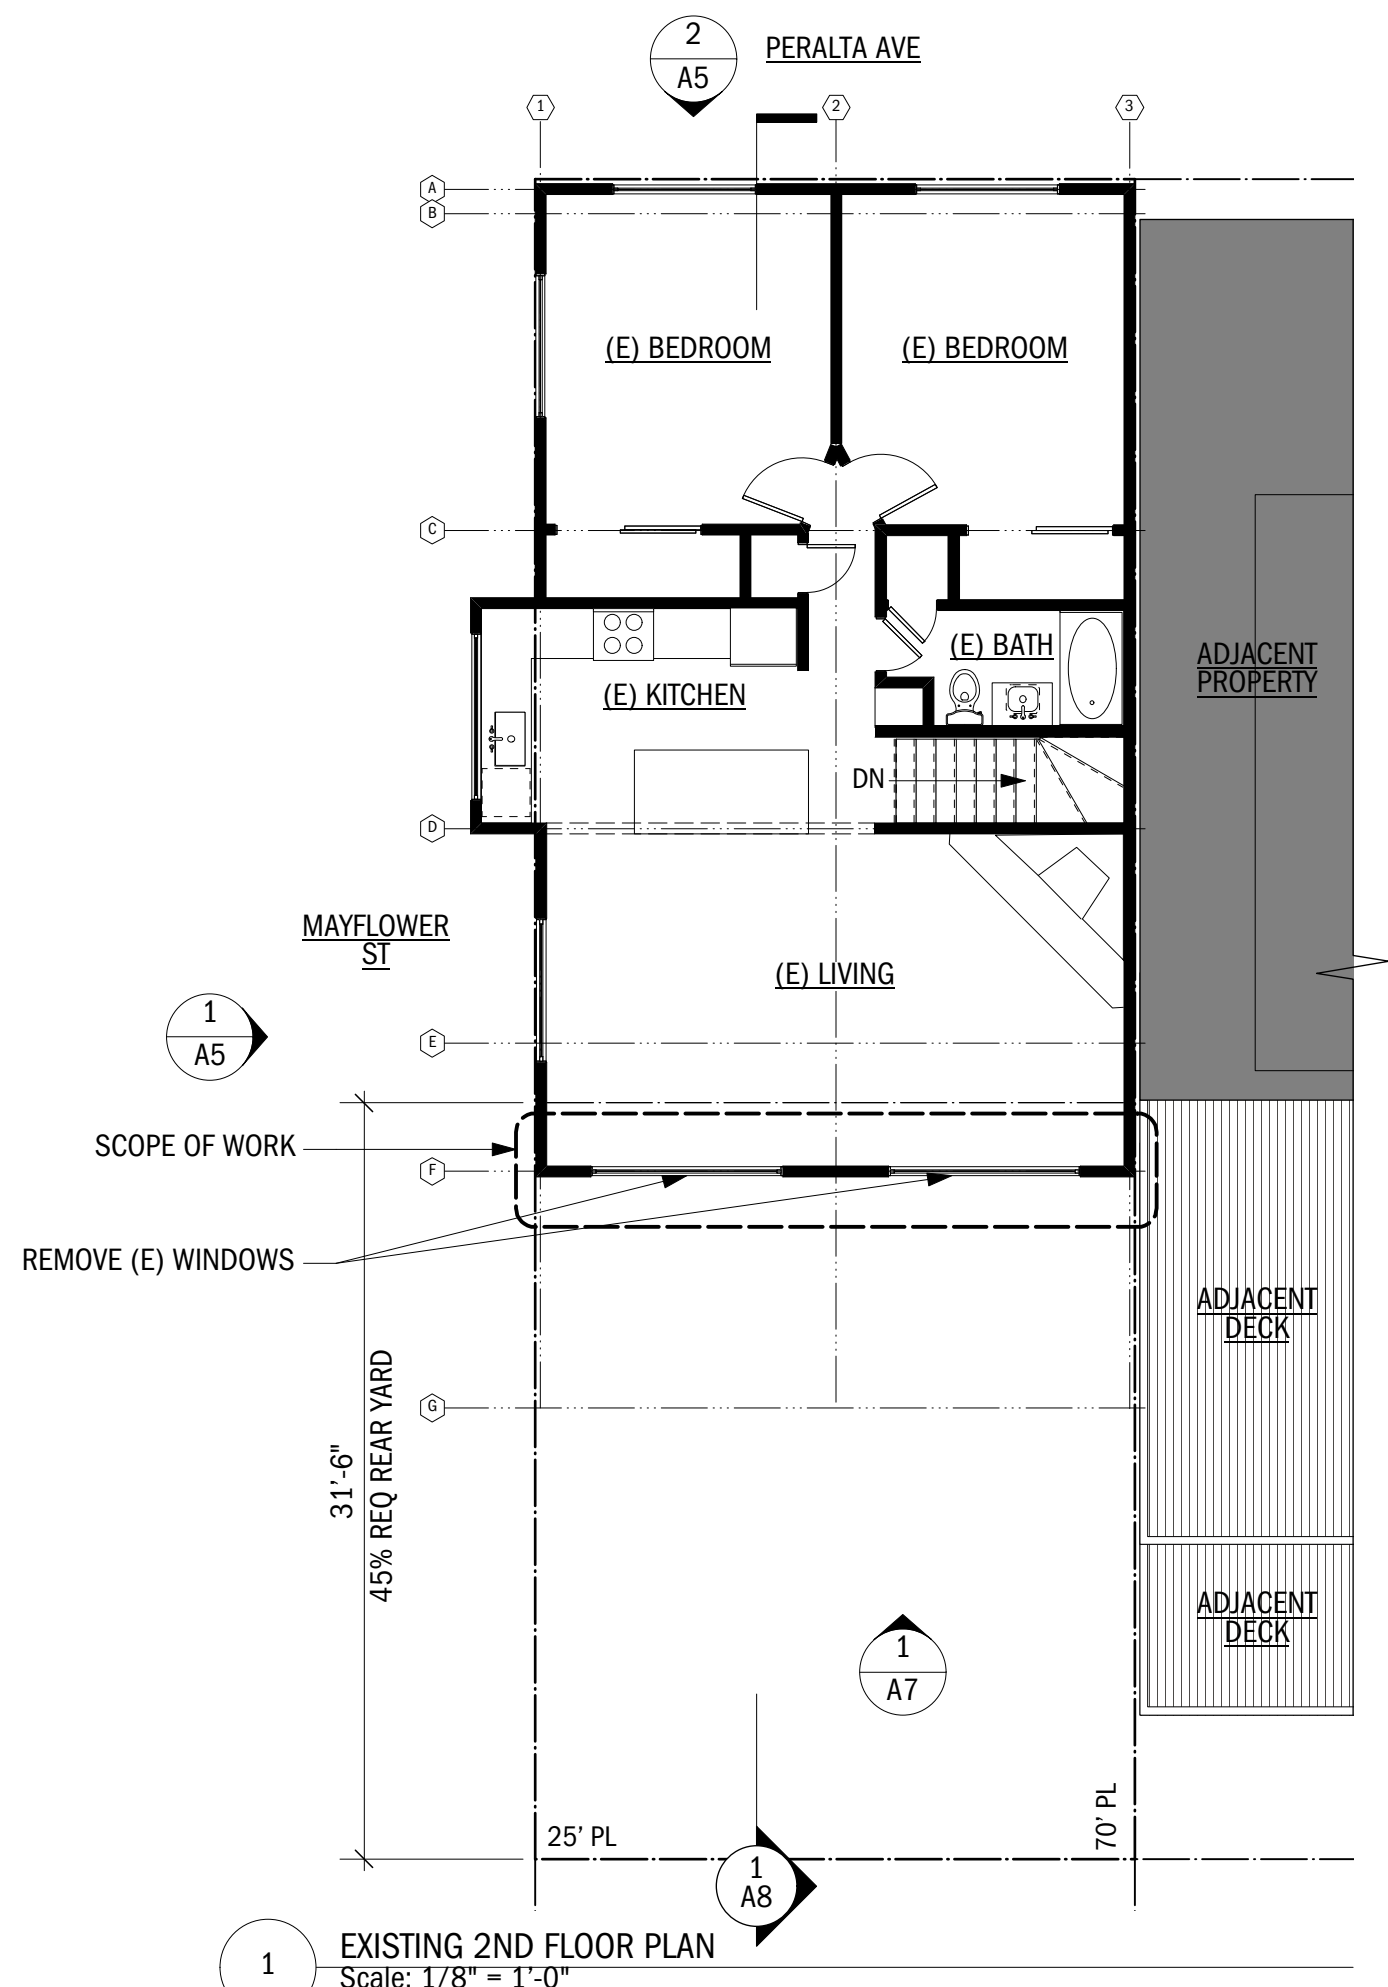 2
A5
PERALTA AVE
1
2
3
A
B
(E) BEDROOM
(E) BEDROOM
C
(E) BATH
ADJACENT
PROPERTY
(E) KITCHEN
DN
D
MAYFLOWER
ST
(E) LIVING
1
A5
E
SCOPE OF WORK
F
REMOVE (E) WINDOWS
ADJACENT
DECK
G
31'-6"
45% REQ REAR YARD
ADJACENT
DECK
1
A7
25' PL
70' PL
1
A8
1
EXISTING 2ND FLOOR PLAN
Scale: 1/8" = 1'-0"